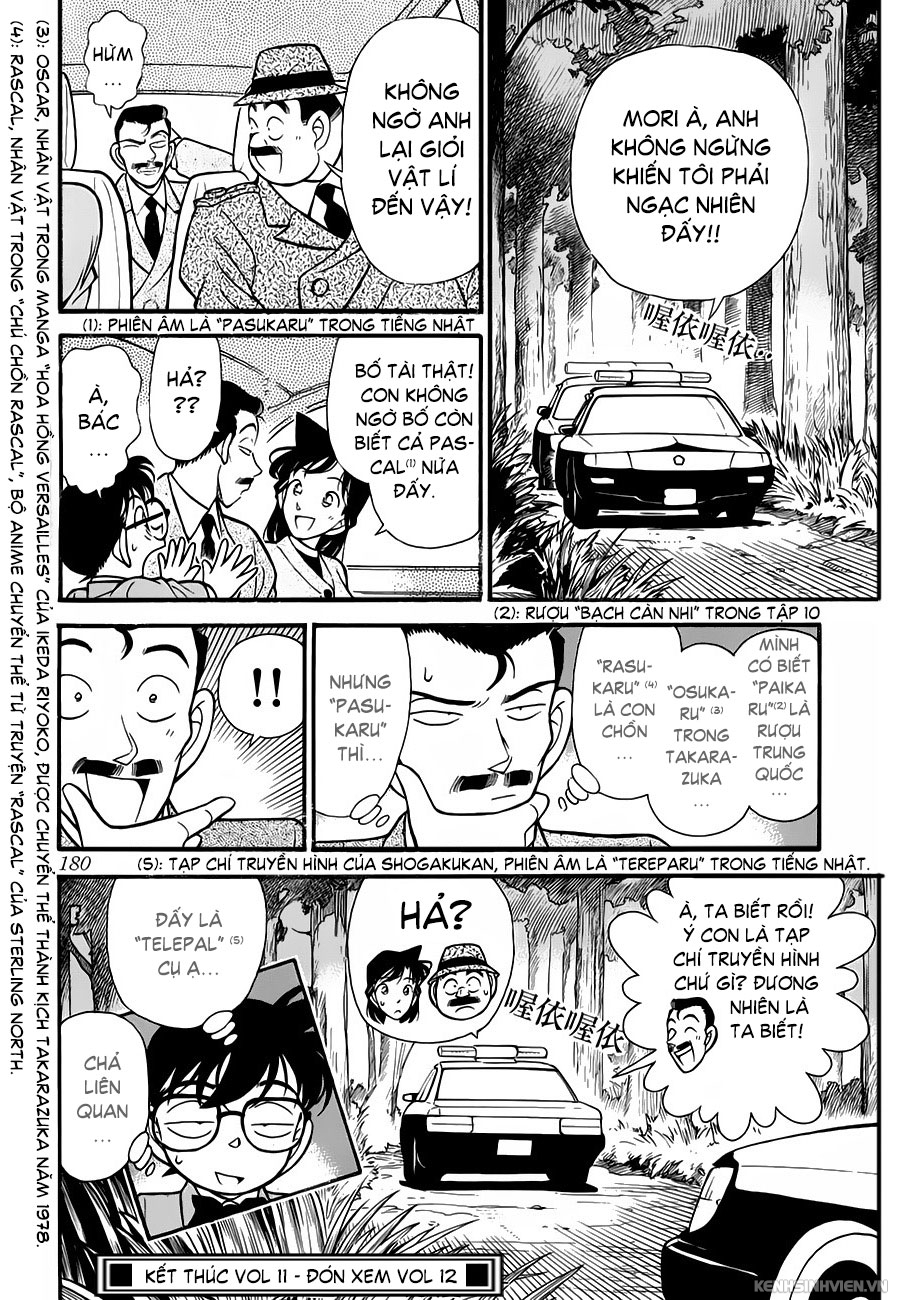 MORI À, ANH
KHÔNG NGỪNG
KHIẾN TÔI PHẢI
NGẠC NHIÊN
ĐẤY!!
喔依喔依...
KHÔNG
NGỜ ANH
LẠI GIỎI
VẬT LÍ
ĐẾN VẬY!
HỪM
...
(1): PHIÊN ÂM LÀ "PASUKARU" TRONG TIẾNG NHẬT
BỐ TÀI THẬT!
CON KHÔNG
NGỜ BỐ CÒN
BIẾT CẢ PAS-
CAL(1) NỮA
ĐẤY.
HẢ?
??
À,
BÁC
...
(2): RƯỢU "BẠCH CÀN NHI" TRONG TẬP 10
MÌNH
CÓ BIẾT
"PAIKA
RU"(2) LÀ
RƯỢU
TRUNG
QUỐC
...
"OSUKA-
RU" (3)
TRONG
TAKARA-
ZUKA
...
"RASU-
KARU" (4)
LÀ CON
CHỒN
...
NHƯNG
"PASU-
KARU"
THÌ...
!!
180
(5): TẠP CHÍ TRUYỀN HÌNH CỦA SHOGAKUKAN, PHIÊN ÂM LÀ "TEREPARU" TRONG TIẾNG NHẬT.
À, TA BIẾT RỒI!
Ý CON LÀ TẠP
CHÍ TRUYỀN HÌNH
CHỨ GÌ? ĐƯƠNG
NHIÊN LÀ
TA BIẾT!
HẢ?
喔依喔依
ĐẤY LÀ
"TELEPAL" (5)
CỤ Ạ...
CHẢ
LIÊN
QUAN
...
KẾT THÚC VOL 11 - ĐÓN XEM VOL 12
(3): OSCAR, NHÂN VẬT TRONG MANGA "HOA HỒNG VERSAILLES" CỦA IKEDA RIYOKO, ĐƯỢC CHUYỂN THỂ THÀNH KỊCH TAKARAZUKA NĂM 1978.
(4): RASCAL, NHÂN VẬT TRONG "CHÚ CHỒN RASCAL", BỘ ANIME CHUYỂN THỂ TỪ TRUYỆN "RASCAL" CỦA STERLING NORTH.
KENHSINHVIEN.VN